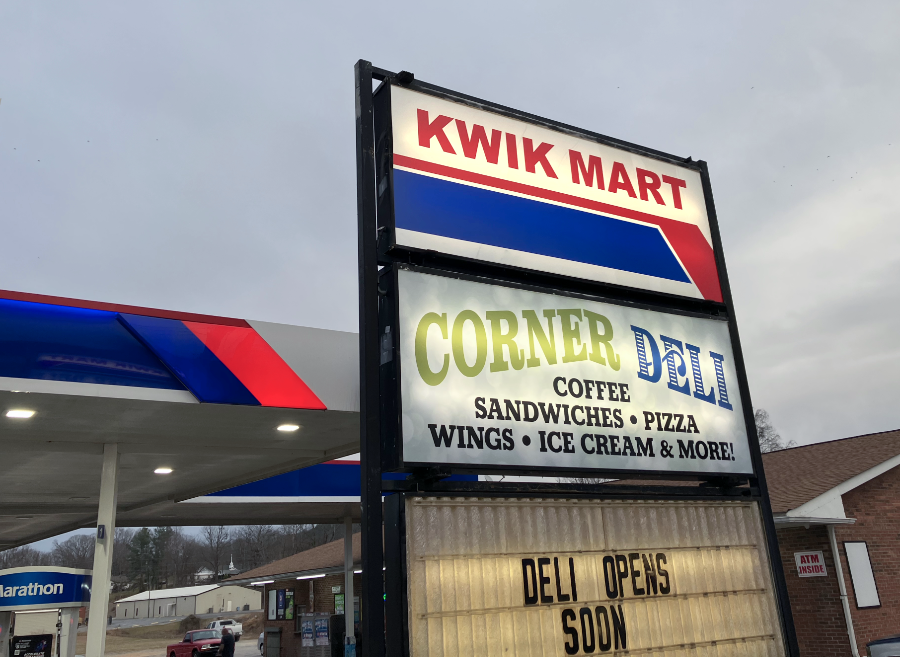 KWIK MART
CORNER DELI
COFFEE
SANDWICHES • PIZZA
WINGS • ICE CREAM & MORE!
DELI OPENS
SOON
ATM
INSIDE
Marathon